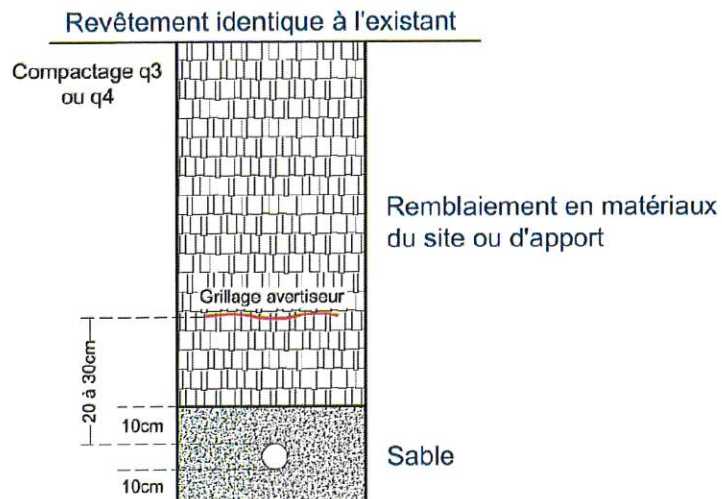 Revêtement identique à l'existant
Compactage q3
ou q4
Remblaiement en matériaux
du site ou d'apport
Grillage avertiseur
20 à 30cm
10cm
Sable
10cm